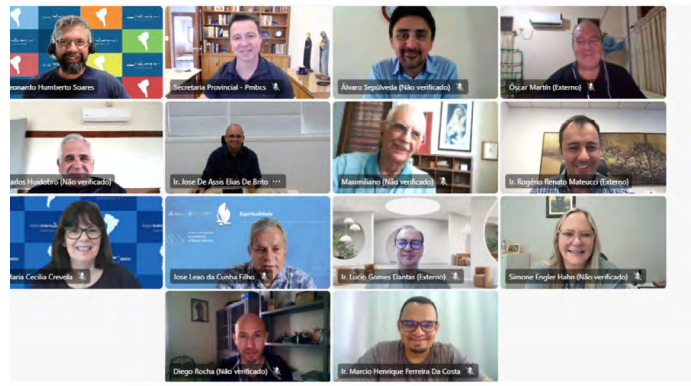 eonardo Humberto Soares
Secretaria Provincial - Pmbcs
Álvaro Sepúlveda (Não verificado)
Óscar Martín (Externo)
arlos Huidobro (Não verificado)
Ir. Jose De Assis Elias De Brito ...
Maximiliano (Não verificado)
Ir. Rogério Renato Mateucci (Externo)
Maria Cecilia Crevola
Espiritualidade
Jose Leao da Cunha Filho
Ir. Lucio Gomes Dantas (Externo)
Simone Engler Hahn (Não verificado)
Diego Rocha (Não verificado)
Ir. Marcio Henrique Ferreira Da Costa